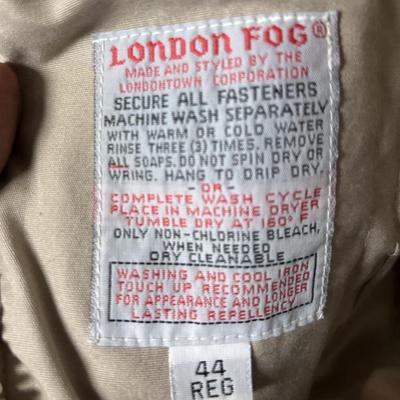 LONDON FOG®
MADE AND STYLED BY THE
LONDONTOWN CORPORATION
SECURE ALL FASTENERS
MACHINE WASH SEPARATELY
WITH WARM OR COLD WATER
RINSE THREE (3) TIMES. REMOVE
ALL SOAPS. DO NOT SPIN DRY OR
WRING. HANG TO DRIP DRY.
-OR-
COMPLETE WASH CYCLE
PLACE IN MACHINE DRYER
TUMBLE DRY AT 160° F
ONLY NON-CHLORINE BLEACH,
WHEN NEEDED
DRY CLEANABLE
WASHING AND COOL IRON
TOUCH UP RECOMMENDED
FOR APPEARANCE AND LONGER
LASTING REPELLENCY
44
REG